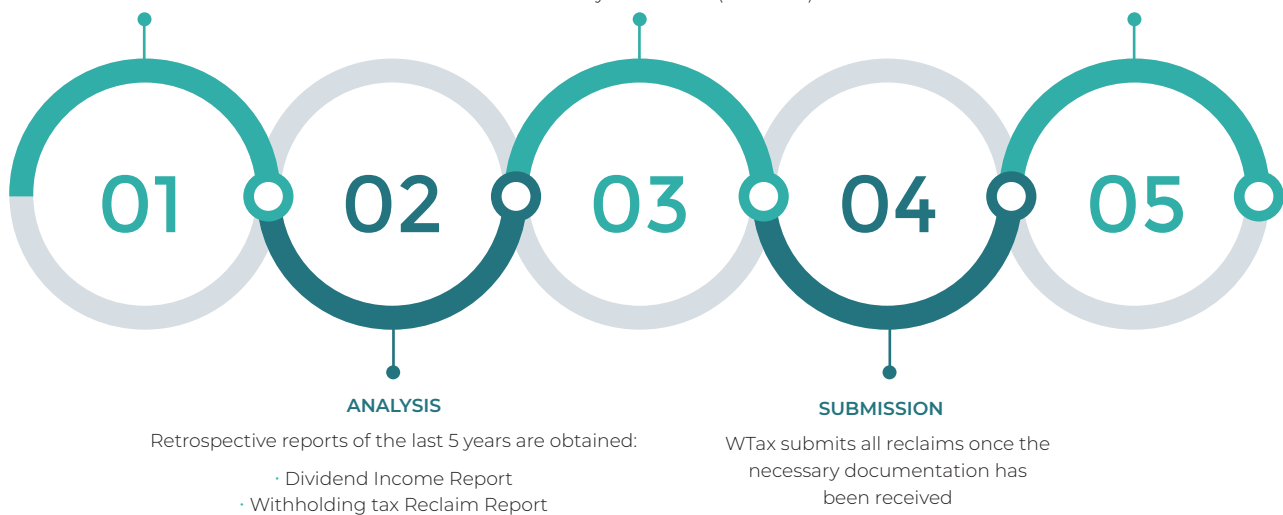 01
02
03
04
05
ANALYSIS
Retrospective reports of the last 5 years are obtained:
· Dividend Income Report
· Withholding tax Reclaim Report
SUBMISSION
WTax submits all reclaims once the
necessary documentation has
been received